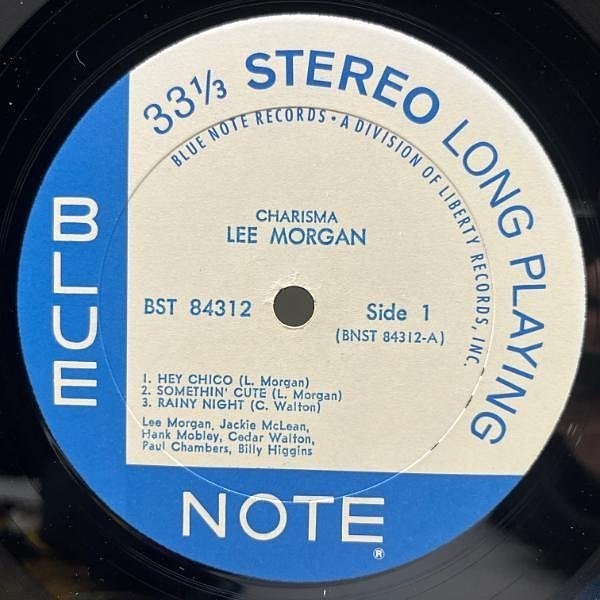 33⅓ STEREO LONG PLAYING
BLUE NOTE RECORDS • A DIVISION OF LIBERTY RECORDS, INC.
BLUE
CHARISMA
LEE MORGAN
BST 84312
Side 1
(BNST 84312-A)
1. HEY CHICO (L. Morgan)
2. SOMETHIN' CUTE (L. Morgan)
3. RAINY NIGHT (C. Walton)
Lee Morgan, Jackie McLean,
Hank Mobley, Cedar Walton,
Paul Chambers, Billy Higgins
NOTE®